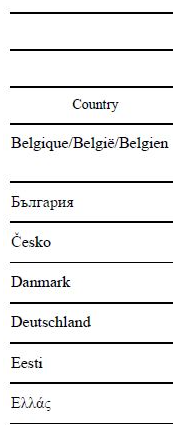 Country
Belgique/België/Belgien
България
Česko
Danmark
Deutschland
Eesti
Ελλάς